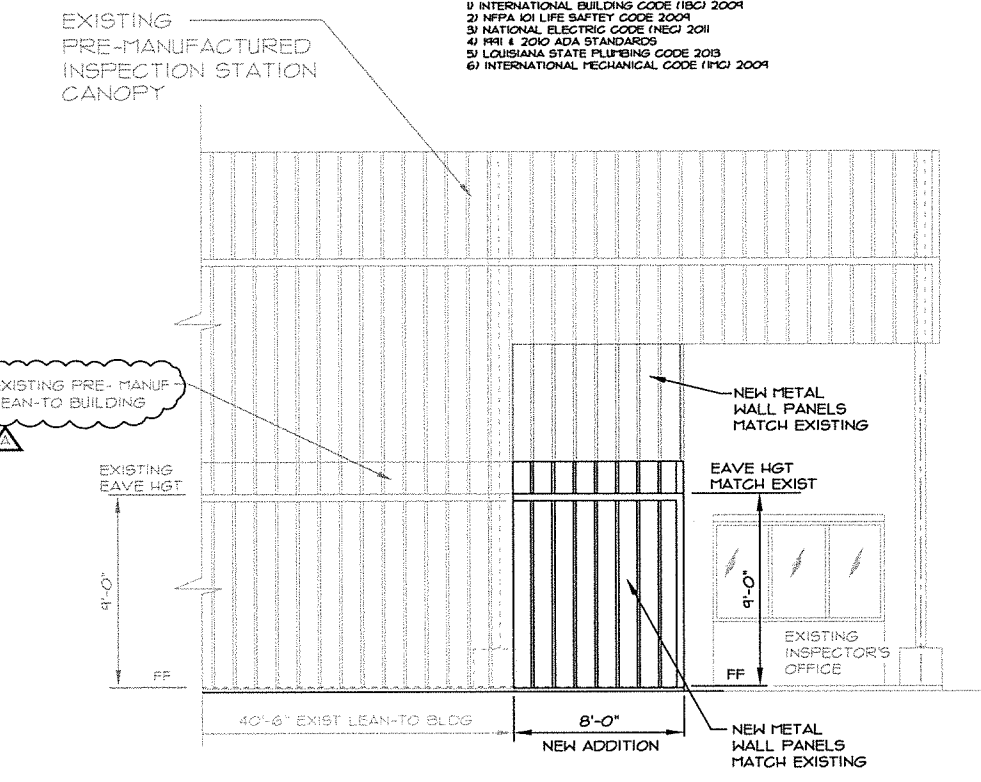 1) INTERNATIONAL BUILDING CODE (IBC) 2009
2) NFPA 101 LIFE SAFTEY CODE 2009
3) NATIONAL ELECTRIC CODE (NEC) 2011
4) 1991 & 2010 ADA STANDARDS
5) LOUISIANA STATE PLUMBING CODE 2013
6) INTERNATIONAL MECHANICAL CODE (IMC) 2009
EXISTING
PRE-MANUFACTURED
INSPECTION STATION
CANOPY
XISTING PRE- MANUF
EAN-TO BUILDING
A
NEW METAL
WALL PANELS
MATCH EXISTING
EXISTING
EAVE HGT
EAVE HGT
MATCH EXIST
9'-0"
9'-0"
EXISTING
INSPECTOR'S
OFFICE
FF
FF
40'-6" EXIST LEAN-TO BLDG
8'-0"
NEW ADDITION
NEW METAL
WALL PANELS
MATCH EXISTING